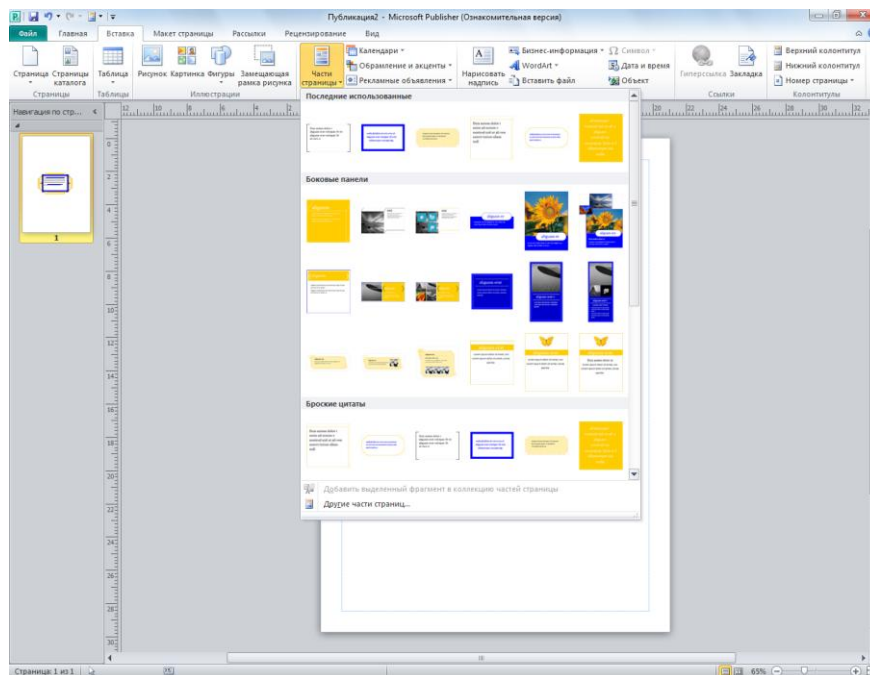 Публикация2 - Microsoft Publisher (Ознакомительная версия)
Файл Главная Вставка Макет страницы Рассылки Рецензирование Вид
Страница Страницы каталога
Таблица
Рисунок Картинка Фигуры Замещающая рамка рисунка
Части страницы
Календари
Обрамление и акценты
Рекламные объявления
Нарисовать надпись
Бизнес-информация
WordArt
Вставить файл
Символ
Дата и время
Объект
Гиперссылка Закладка
Верхний колонтитул
Нижний колонтитул
Номер страницы
Страницы Таблицы Иллюстрации Ссылки Колонтитулы
Навигация по стр...
1
Последние использованные
Боковые панели
Броские цитаты
Добавить выделенный фрагмент в коллекцию частей страницы
Другие части страниц...
Страница: 1 из 1
65%